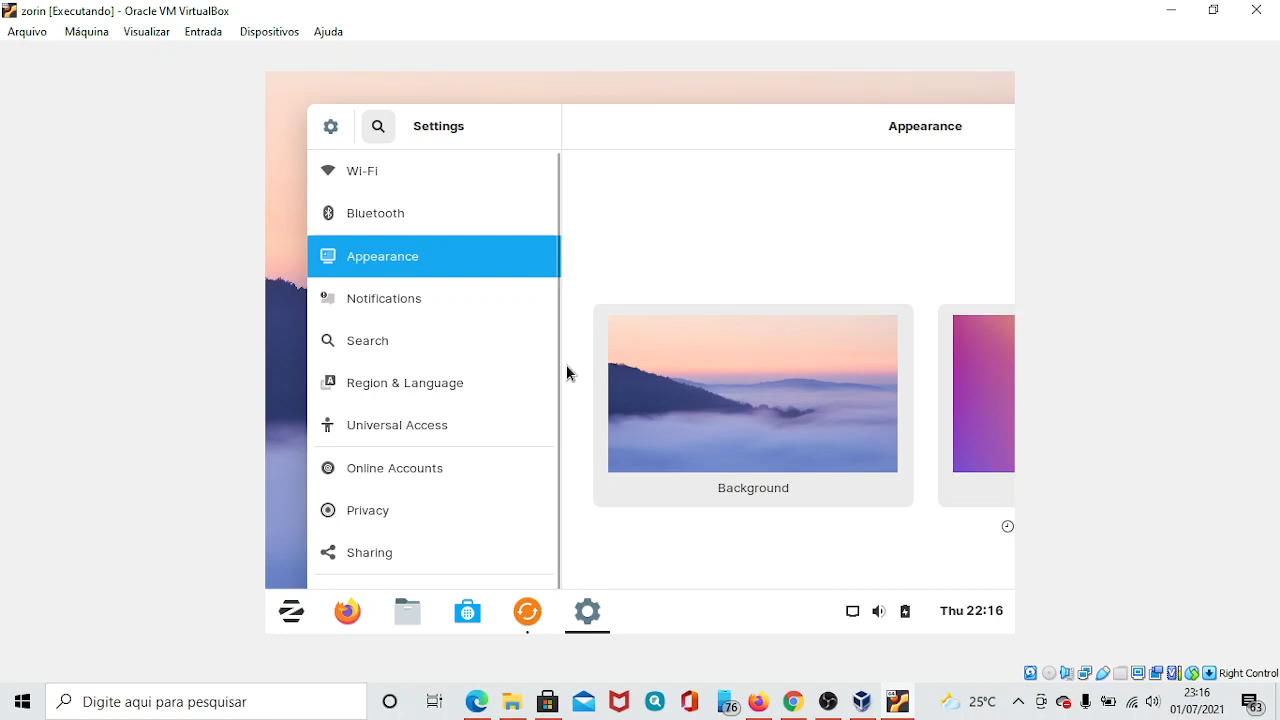 zorin [Executando] - Oracle VM VirtualBox
Arquivo Máquina Visualizar Entrada Dispositivos Ajuda
Settings
Appearance
Wi-Fi
Bluetooth
Appearance
Notifications
Search
Region & Language
Universal Access
Online Accounts
Privacy
Sharing
Background
Thu 22:16
Right Control
Digite aqui para pesquisar
76
25°C
23:16
01/07/2021
63